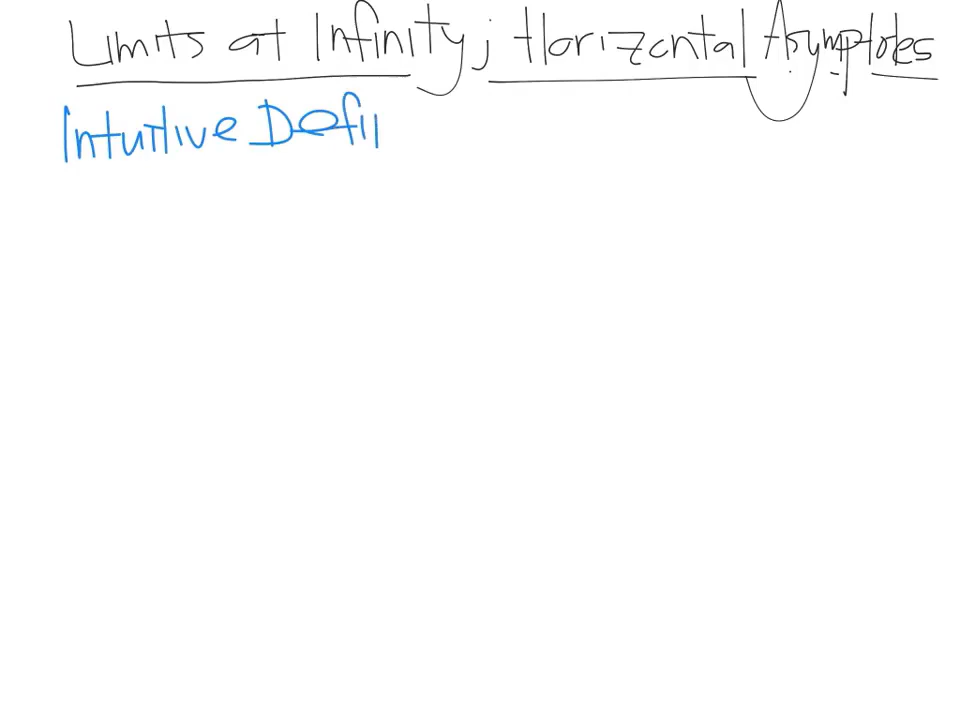 Limits at Infinity; Horizontal Asymptotes
Intuitive Defi